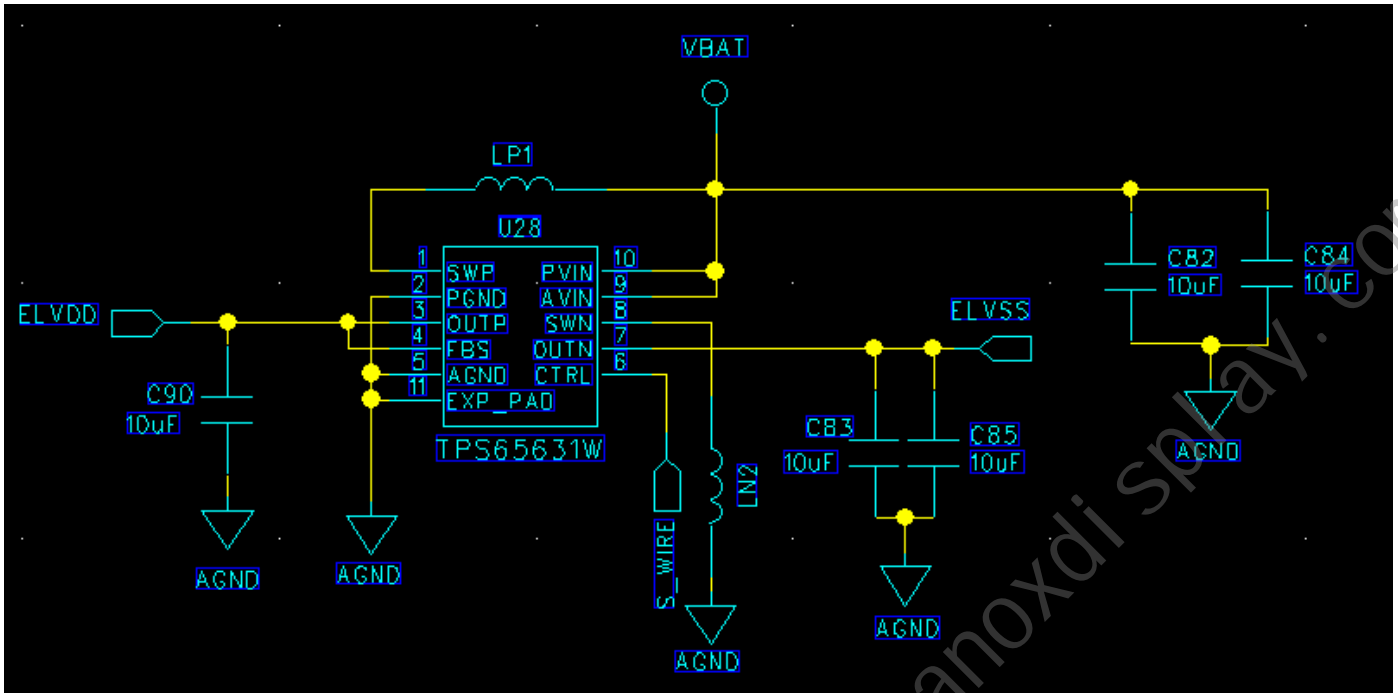 VBAT
LP1
U28
1
SWP
2
PGND
3
OUTP
4
FBS
5
AGND
11
EXP_PAD
10
PVIN
9
AVIN
8
SWN
7
OUTN
6
CTRL
TPS65631W
ELVDD
C90
10uF
AGND
AGND
S_WIRE
LN2
AGND
ELVSS
C83
10uF
C85
10uF
AGND
C82
10uF
C84
10uF
AGND
anoxdisplay.co